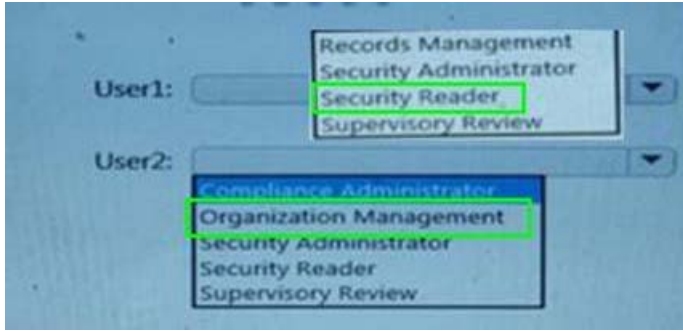 Records Management
Security Administrator
User1:
Security Reader
Supervisory Review
User2:
Compliance Administrator
Organization Management
Security Administrator
Security Reader
Supervisory Review